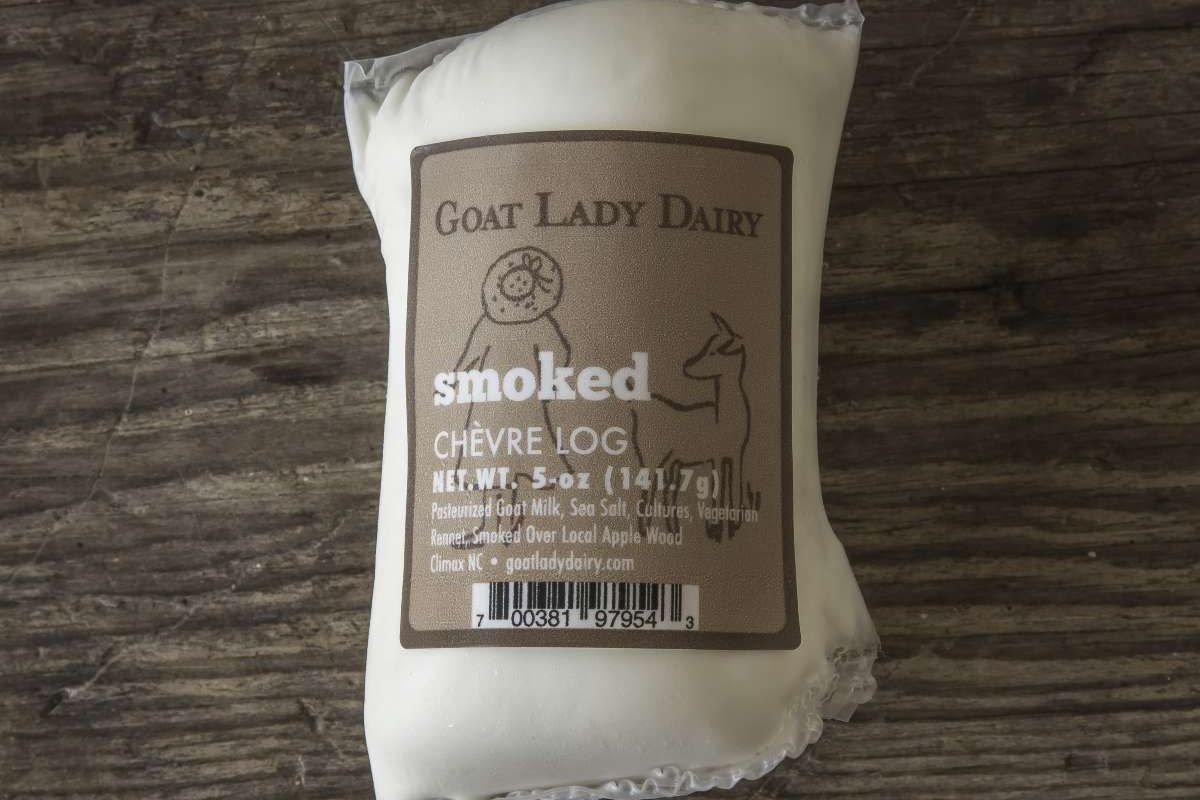 GOAT LADY DAIRY
smoked
CHÈVRE LOG
NET.WT. 5-oz (141.7g)
Pasteurized Goat Milk, Sea Salt, Cultures, Vegetarian
Rennet, Smoked Over Local Apple Wood
Climax NC • goatladydairy.com
7 00381 97954 3